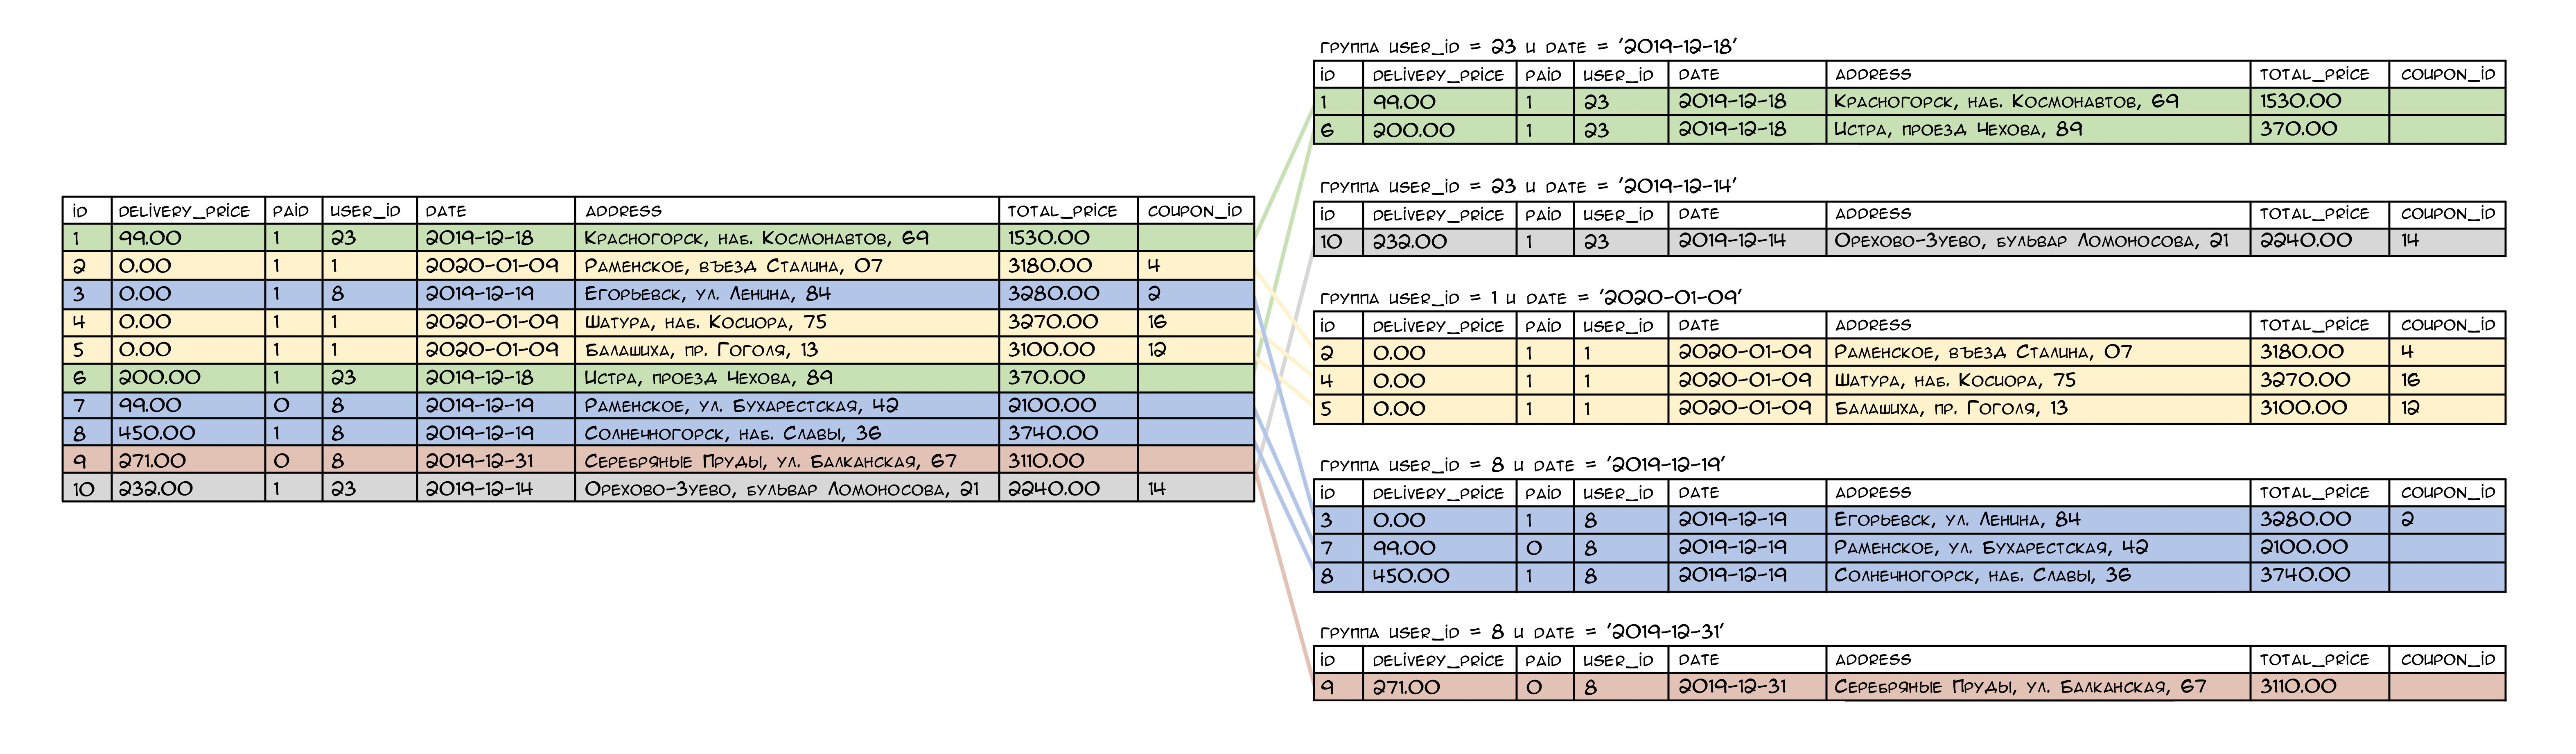 id delivery_price paid user_id date address total_price coupon_id
1 99.00 1 23 2019-12-18 Красногорск, наб. Космонавтов, 69 1530.00
2 0.00 1 1 2020-01-09 Раменское, въезд Сталина, 07 3180.00 4
3 0.00 1 8 2019-12-19 Егорьевск, ул. Ленина, 84 3280.00 2
4 0.00 1 1 2020-01-09 Шатура, наб. Косиора, 75 3270.00 16
5 0.00 1 1 2020-01-09 Балашиха, пр. Гоголя, 13 3100.00 12
6 200.00 1 23 2019-12-18 Истра, проезд Чехова, 89 370.00
7 99.00 0 8 2019-12-19 Раменское, ул. Бухарестская, 42 2100.00
8 450.00 1 8 2019-12-19 Солнечногорск, наб. Славы, 36 3740.00
9 271.00 0 8 2019-12-31 Серебряные Пруды, ул. Балканская, 67 3110.00
10 232.00 1 23 2019-12-14 Орехово-Зуево, бульвар Ломоносова, 21 2240.00 14
группа user_id = 23 и date = '2019-12-18'
id delivery_price paid user_id date address total_price coupon_id
1 99.00 1 23 2019-12-18 Красногорск, наб. Космонавтов, 69 1530.00
6 200.00 1 23 2019-12-18 Истра, проезд Чехова, 89 370.00
группа user_id = 23 и date = '2019-12-14'
id delivery_price paid user_id date address total_price coupon_id
10 232.00 1 23 2019-12-14 Орехово-Зуево, бульвар Ломоносова, 21 2240.00 14
группа user_id = 1 и date = '2020-01-09'
id delivery_price paid user_id date address total_price coupon_id
2 0.00 1 1 2020-01-09 Раменское, въезд Сталина, 07 3180.00 4
4 0.00 1 1 2020-01-09 Шатура, наб. Косиора, 75 3270.00 16
5 0.00 1 1 2020-01-09 Балашиха, пр. Гоголя, 13 3100.00 12
группа user_id = 8 и date = '2019-12-19'
id delivery_price paid user_id date address total_price coupon_id
3 0.00 1 8 2019-12-19 Егорьевск, ул. Ленина, 84 3280.00 2
7 99.00 0 8 2019-12-19 Раменское, ул. Бухарестская, 42 2100.00
8 450.00 1 8 2019-12-19 Солнечногорск, наб. Славы, 36 3740.00
группа user_id = 8 и date = '2019-12-31'
id delivery_price paid user_id date address total_price coupon_id
9 271.00 0 8 2019-12-31 Серебряные Пруды, ул. Балканская, 67 3110.00